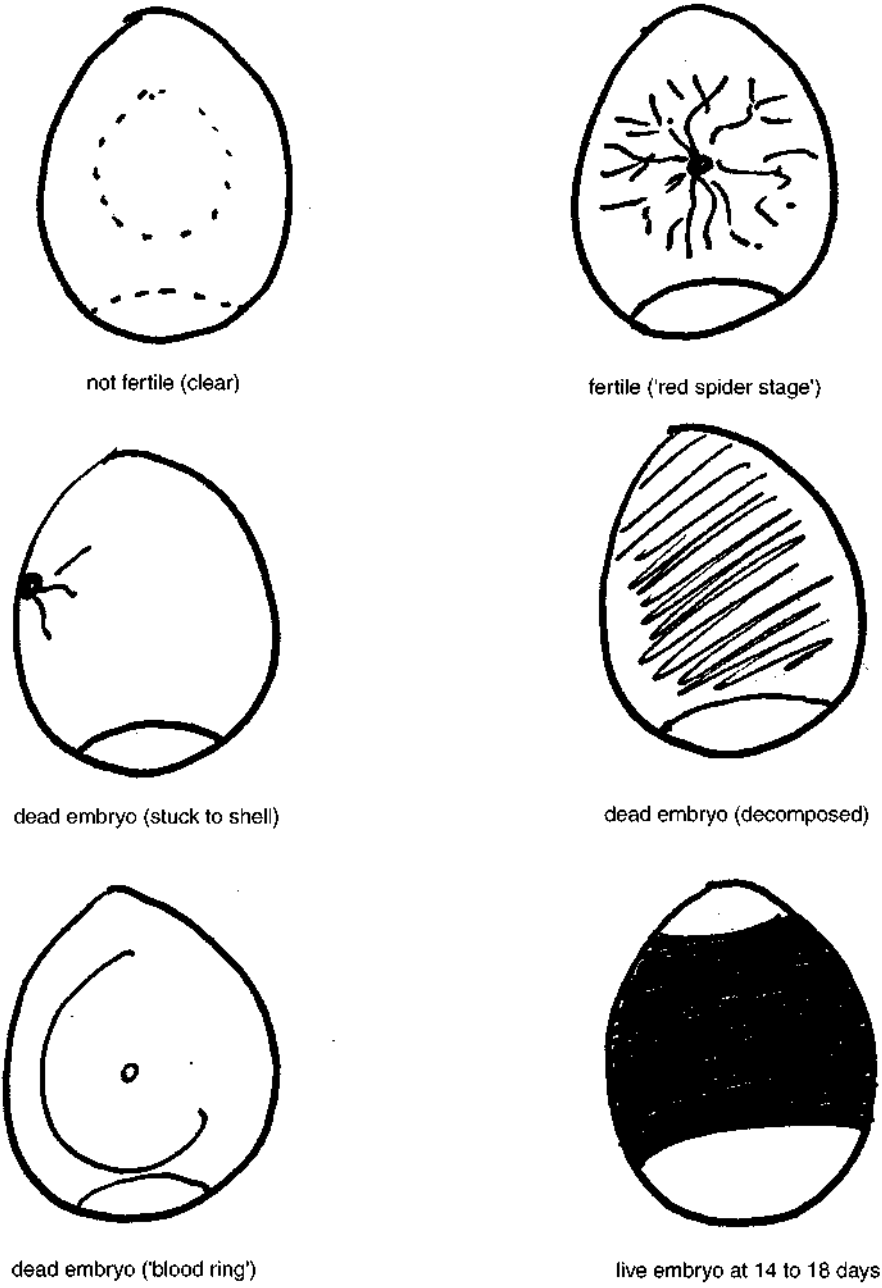 not fertile (clear)
fertile ('red spider stage')
dead embryo (stuck to shell)
dead embryo (decomposed)
dead embryo ('blood ring')
live embryo at 14 to 18 days